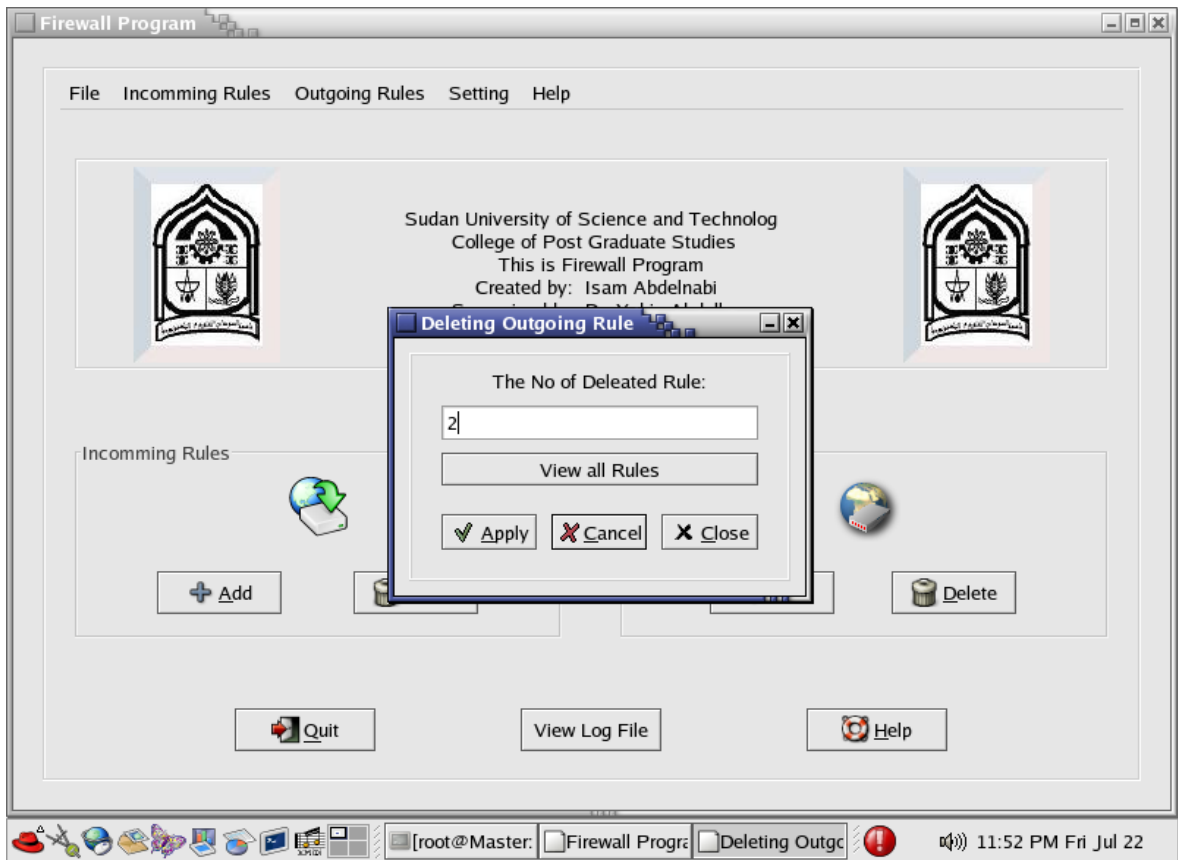 Firewall Program
File Incomming Rules Outgoing Rules Setting Help
Sudan University of Science and Technolog
College of Post Graduate Studies
This is Firewall Program
Created by: Isam Abdelnabi
Deleting Outgoing Rule
The No of Deleated Rule:
2
View all Rules
Apply Cancel Close
Incomming Rules
Add
Delete
Quit View Log File Help
[root@Master: Firewall Progra Deleting Outgo 11:52 PM Fri Jul 22